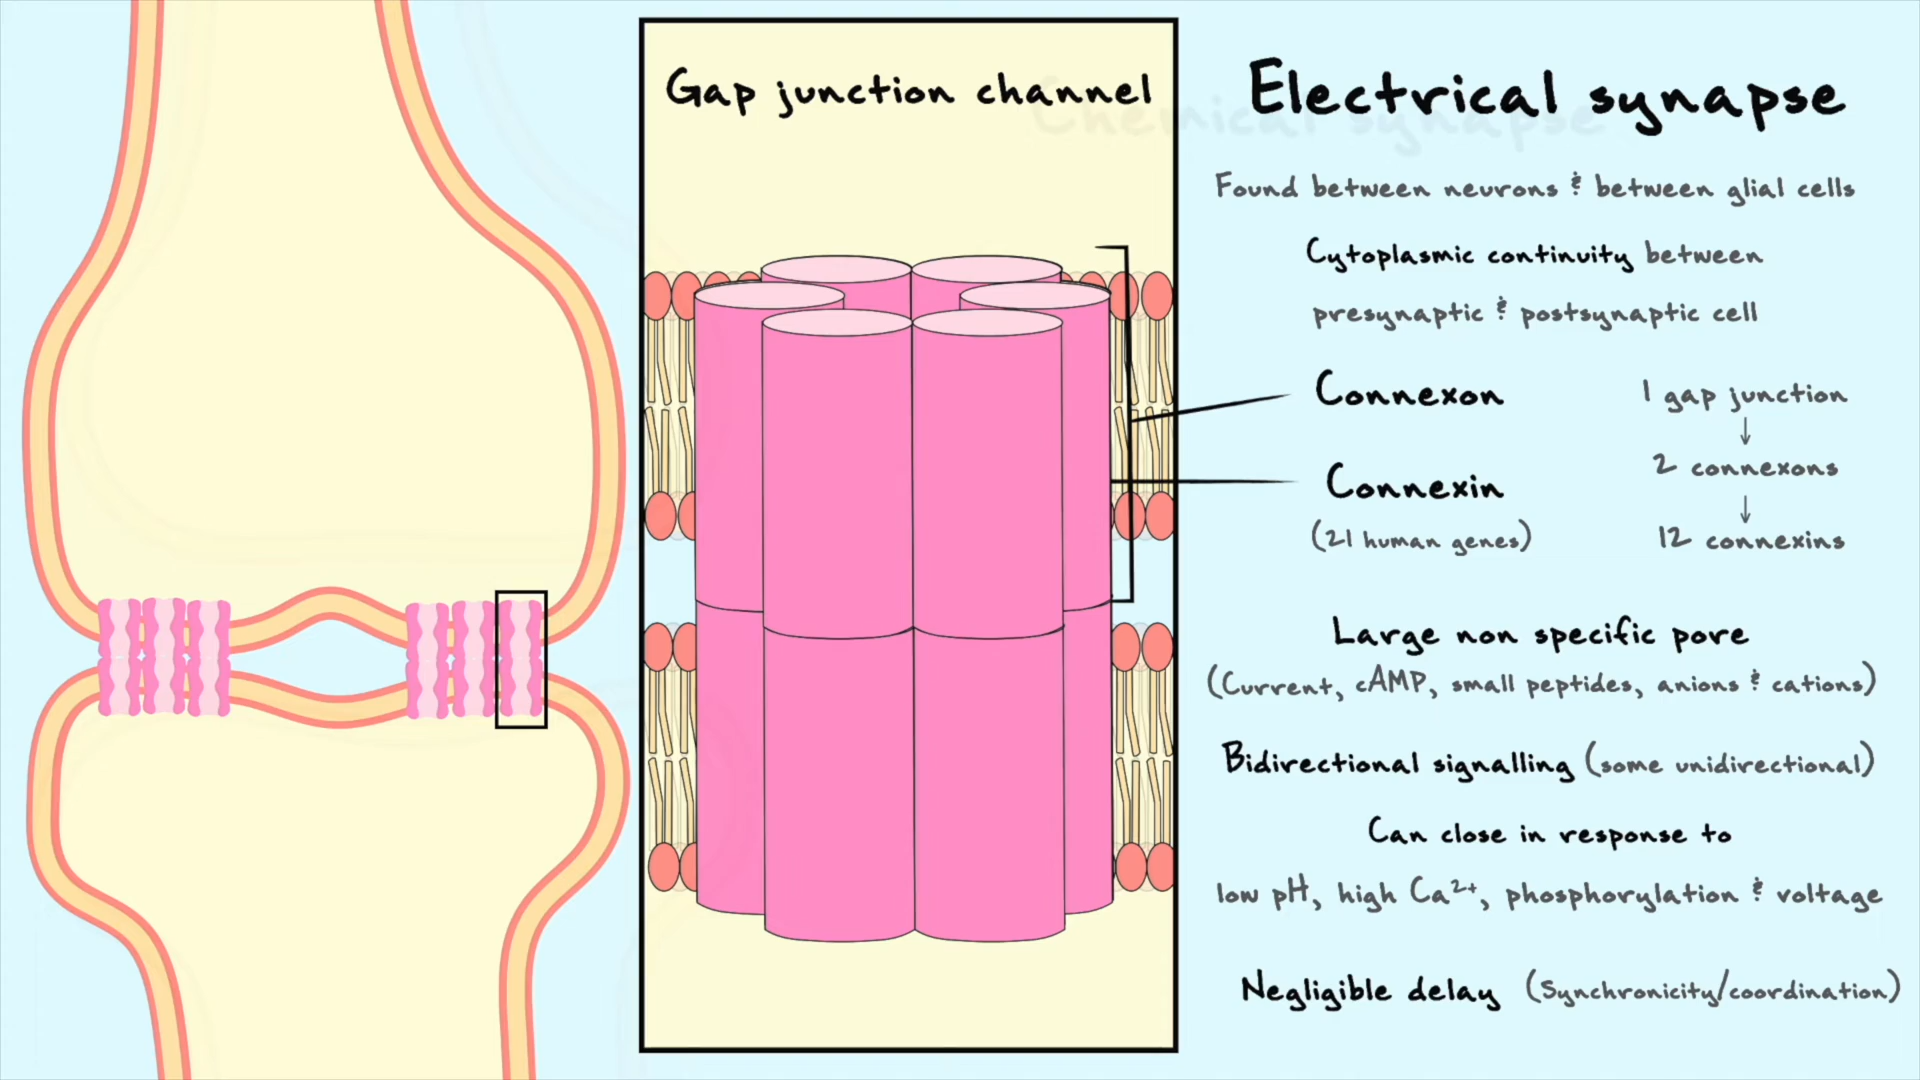 Gap junction channel
Electrical synapse
Chemical synapse
Found between neurons & between glial cells
Cytoplasmic continuity between
presynaptic & postsynaptic cell
Connexon
1 gap junction
↓
2 connexons
↓
12 connexins
Connexin
(21 human genes)
Large non specific pore
(Current, cAMP, small peptides, anions & cations)
Bidirectional signalling (some unidirectional)
Can close in response to
low pH, high Ca²⁺, phosphorylation & voltage
Negligible delay (Synchronicity/coordination)